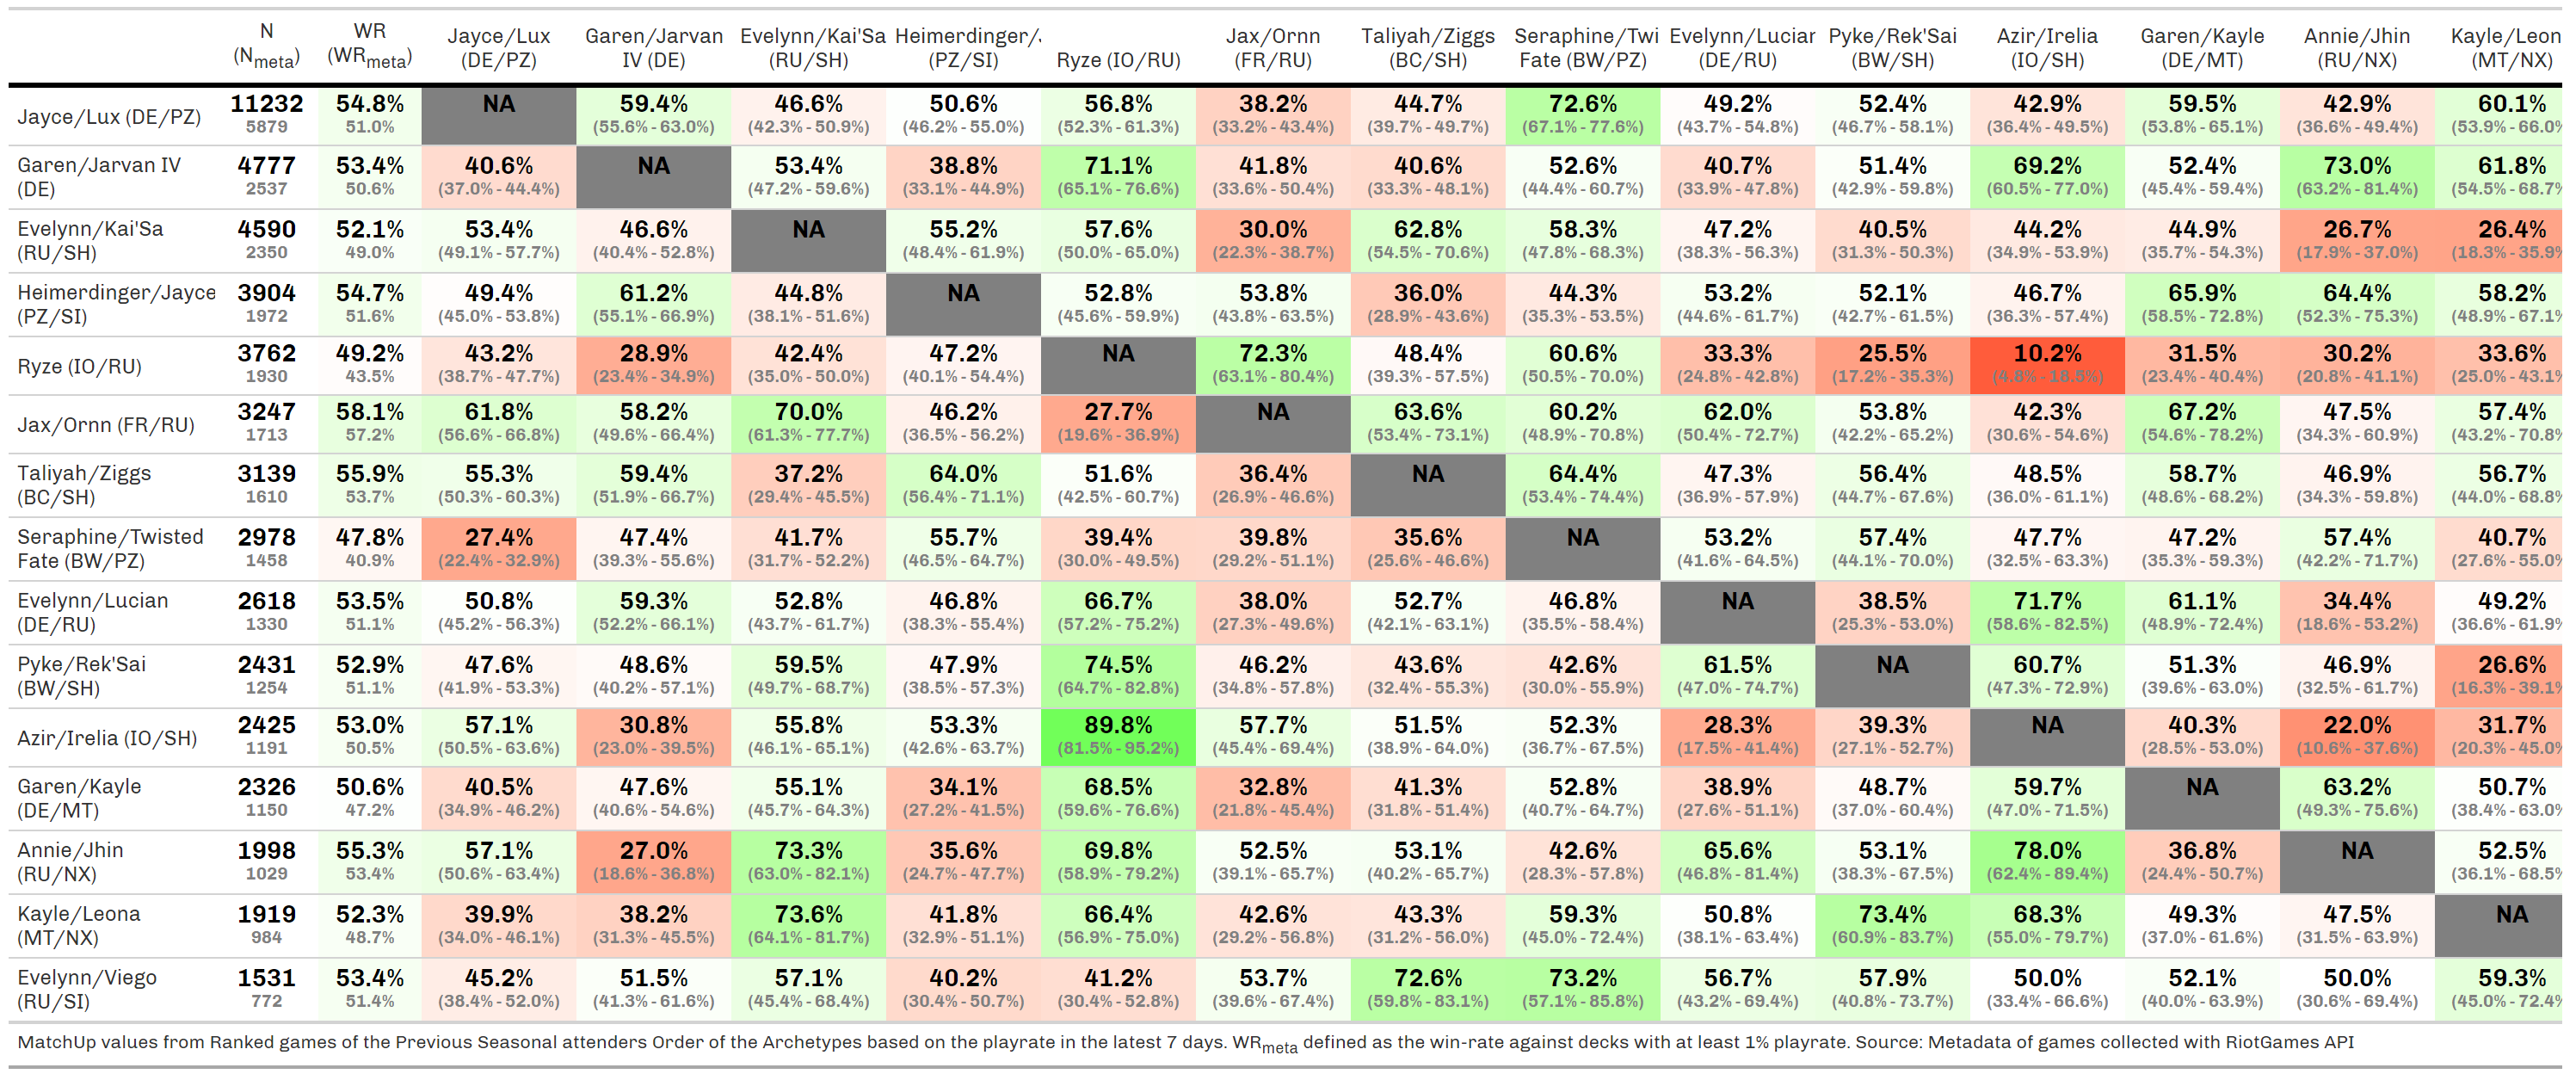 N WR Jayce/Lux Garen/Jarvan Evelynn/Kai'Sa Heimerdinger/ Jax/Ornn Taliyah/Ziggs Seraphine/Twi Evelynn/Lucian Pyke/Rek'Sai Azir/Irelia Garen/Kayle Annie/Jhin Kayle/Leon
(Nmeta) (WRmeta) (DE/PZ) IV (DE) (RU/SH) (PZ/SI) Ryze (IO/RU) (FR/RU) (BC/SH) Fate (BW/PZ) (DE/RU) (BW/SH) (IO/SH) (DE/MT) (RU/NX) (MT/NX)
Jayce/Lux (DE/PZ) 11232 54.8% NA 59.4% 46.6% 50.6% 56.8% 38.2% 44.7% 72.6% 49.2% 52.4% 42.9% 59.5% 42.9% 60.1%
5879 51.0% (55.6% - 63.0%) (42.3% - 50.9%) (46.2% - 55.0%) (52.3% - 61.3%) (33.2% - 43.4%) (39.7% - 49.7%) (67.1% - 77.6%) (43.7% - 54.8%) (46.7% - 58.1%) (36.4% - 49.5%) (53.8% - 65.1%) (36.6% - 49.4%) (53.9% - 66.0%
Garen/Jarvan IV 4777 53.4% 40.6% NA 53.4% 38.8% 71.1% 41.8% 40.6% 52.6% 40.7% 51.4% 69.2% 52.4% 73.0% 61.8%
(DE) 2537 50.6% (37.0% - 44.4%) (47.2% - 59.6%) (33.1% - 44.9%) (65.1% - 76.6%) (33.6% - 50.4%) (33.3% - 48.1%) (44.4% - 60.7%) (33.9% - 47.8%) (42.9% - 59.8%) (60.5% - 77.0%) (45.4% - 59.4%) (63.2% - 81.4%) (54.5% - 68.7%
Evelynn/Kai'Sa 4590 52.1% 53.4% 46.6% NA 55.2% 57.6% 30.0% 62.8% 58.3% 47.2% 40.5% 44.2% 44.9% 26.7% 26.4%
(RU/SH) 2350 49.0% (49.1% - 57.7%) (40.4% - 52.8%) (48.4% - 61.9%) (50.0% - 65.0%) (22.3% - 38.7%) (54.5% - 70.6%) (47.8% - 68.3%) (38.3% - 56.3%) (31.3% - 50.3%) (34.9% - 53.9%) (35.7% - 54.3%) (17.9% - 37.0%) (18.3% - 35.9%
Heimerdinger/Jayce 3904 54.7% 49.4% 61.2% 44.8% NA 52.8% 53.8% 36.0% 44.3% 53.2% 52.1% 46.7% 65.9% 64.4% 58.2%
(PZ/SI) 1972 51.6% (45.0% - 53.8%) (55.1% - 66.9%) (38.1% - 51.6%) (45.6% - 59.9%) (43.8% - 63.5%) (28.9% - 43.6%) (35.3% - 53.5%) (44.6% - 61.7%) (42.7% - 61.5%) (36.3% - 57.4%) (58.5% - 72.8%) (52.3% - 75.3%) (48.9% - 67.1%
Ryze (IO/RU) 3762 49.2% 43.2% 28.9% 42.4% 47.2% NA 72.3% 48.4% 60.6% 33.3% 25.5% 10.2% 31.5% 30.2% 33.6%
1930 43.5% (38.7% - 47.7%) (23.4% - 34.9%) (35.0% - 50.0%) (40.1% - 54.4%) (63.1% - 80.4%) (39.3% - 57.5%) (50.5% - 70.0%) (24.8% - 42.8%) (17.2% - 35.3%) (4.8% - 18.5%) (23.4% - 40.4%) (20.8% - 41.1%) (25.0% - 43.1%
Jax/Ornn (FR/RU) 3247 58.1% 61.8% 58.2% 70.0% 46.2% 27.7% NA 63.6% 60.2% 62.0% 53.8% 42.3% 67.2% 47.5% 57.4%
1713 57.2% (56.6% - 66.8%) (49.6% - 66.4%) (61.3% - 77.7%) (36.5% - 56.2%) (19.6% - 36.9%) (53.4% - 73.1%) (48.9% - 70.8%) (50.4% - 72.7%) (42.2% - 65.2%) (30.6% - 54.6%) (54.6% - 78.2%) (34.3% - 60.9%) (43.2% - 70.8%
Taliyah/Ziggs 3139 55.9% 55.3% 59.4% 37.2% 64.0% 51.6% 36.4% NA 64.4% 47.3% 56.4% 48.5% 58.7% 46.9% 56.7%
(BC/SH) 1610 53.7% (50.3% - 60.3%) (51.9% - 66.7%) (29.4% - 45.5%) (56.4% - 71.1%) (42.5% - 60.7%) (26.9% - 46.6%) (53.4% - 74.4%) (36.9% - 57.9%) (44.7% - 67.6%) (36.0% - 61.1%) (48.6% - 68.2%) (34.3% - 59.8%) (44.0% - 68.8%
Seraphine/Twisted 2978 47.8% 27.4% 47.4% 41.7% 55.7% 39.4% 39.8% 35.6% NA 53.2% 57.4% 47.7% 47.2% 57.4% 40.7%
Fate (BW/PZ) 1458 40.9% (22.4% - 32.9%) (39.3% - 55.6%) (31.7% - 52.2%) (46.5% - 64.7%) (30.0% - 49.5%) (29.2% - 51.1%) (25.6% - 46.6%) (41.6% - 64.5%) (44.1% - 70.0%) (32.5% - 63.3%) (35.3% - 59.3%) (42.2% - 71.7%) (27.6% - 55.0%
Evelynn/Lucian 2618 53.5% 50.8% 59.3% 52.8% 46.8% 66.7% 38.0% 52.7% 46.8% NA 38.5% 71.7% 61.1% 34.4% 49.2%
(DE/RU) 1330 51.1% (45.2% - 56.3%) (52.2% - 66.1%) (43.7% - 61.7%) (38.3% - 55.4%) (57.2% - 75.2%) (27.3% - 49.6%) (42.1% - 63.1%) (35.5% - 58.4%) (25.3% - 53.0%) (58.6% - 82.5%) (48.9% - 72.4%) (18.6% - 53.2%) (36.6% - 61.9%
Pyke/Rek'Sai 2431 52.9% 47.6% 48.6% 59.5% 47.9% 74.5% 46.2% 43.6% 42.6% 61.5% NA 60.7% 51.3% 46.9% 26.6%
(BW/SH) 1254 51.1% (41.9% - 53.3%) (40.2% - 57.1%) (49.7% - 68.7%) (38.5% - 57.3%) (64.7% - 82.8%) (34.8% - 57.8%) (32.4% - 55.3%) (30.0% - 55.9%) (47.0% - 74.7%) (47.3% - 72.9%) (39.6% - 63.0%) (32.5% - 61.7%) (16.3% - 39.1%
Azir/Irelia (IO/SH) 2425 53.0% 57.1% 30.8% 55.8% 53.3% 89.8% 57.7% 51.5% 52.3% 28.3% 39.3% NA 40.3% 22.0% 31.7%
1191 50.5% (50.5% - 63.6%) (23.0% - 39.5%) (46.1% - 65.1%) (42.6% - 63.7%) (81.5% - 95.2%) (45.4% - 69.4%) (38.9% - 64.0%) (36.7% - 67.5%) (17.5% - 41.4%) (27.1% - 52.7%) (28.5% - 53.0%) (10.6% - 37.6%) (20.3% - 45.0%
Garen/Kayle 2326 50.6% 40.5% 47.6% 55.1% 34.1% 68.5% 32.8% 41.3% 52.8% 38.9% 48.7% 59.7% NA 63.2% 50.7%
(DE/MT) 1150 47.2% (34.9% - 46.2%) (40.6% - 54.6%) (45.7% - 64.3%) (27.2% - 41.5%) (59.6% - 76.6%) (21.8% - 45.4%) (31.8% - 51.4%) (40.7% - 64.7%) (27.6% - 51.1%) (37.0% - 60.4%) (47.0% - 71.5%) (49.3% - 75.6%) (38.4% - 63.0%
Annie/Jhin 1998 55.3% 57.1% 27.0% 73.3% 35.6% 69.8% 52.5% 53.1% 42.6% 65.6% 53.1% 78.0% 36.8% NA 52.5%
(RU/NX) 1029 53.4% (50.6% - 63.4%) (18.6% - 36.8%) (63.0% - 82.1%) (24.7% - 47.7%) (58.9% - 79.2%) (39.1% - 65.7%) (40.2% - 65.7%) (28.3% - 57.8%) (46.8% - 81.4%) (38.3% - 67.5%) (62.4% - 89.4%) (24.4% - 50.7%) (36.1% - 68.5%
Kayle/Leona 1919 52.3% 39.9% 38.2% 73.6% 41.8% 66.4% 42.6% 43.3% 59.3% 50.8% 73.4% 68.3% 49.3% 47.5% NA
(MT/NX) 984 48.7% (34.0% - 46.1%) (31.3% - 45.5%) (64.1% - 81.7%) (32.9% - 51.1%) (56.9% - 75.0%) (29.2% - 56.8%) (31.2% - 56.0%) (45.0% - 72.4%) (38.1% - 63.4%) (60.9% - 83.7%) (55.0% - 79.7%) (37.0% - 61.6%) (31.5% - 63.9%)
Evelynn/Viego 1531 53.4% 45.2% 51.5% 57.1% 40.2% 41.2% 53.7% 72.6% 73.2% 56.7% 57.9% 50.0% 52.1% 50.0% 59.3%
(RU/SI) 772 51.4% (38.4% - 52.0%) (41.3% - 61.6%) (45.4% - 68.4%) (30.4% - 50.7%) (30.4% - 52.8%) (39.6% - 67.4%) (59.8% - 83.1%) (57.1% - 85.8%) (43.2% - 69.4%) (40.8% - 73.7%) (33.4% - 66.6%) (40.0% - 63.9%) (30.6% - 69.4%) (45.0% - 72.4%
MatchUp values from Ranked games of the Previous Seasonal attenders Order of the Archetypes based on the playrate in the latest 7 days. WRmeta defined as the win-rate against decks with at least 1% playrate. Source: Metadata of games collected with RiotGames API